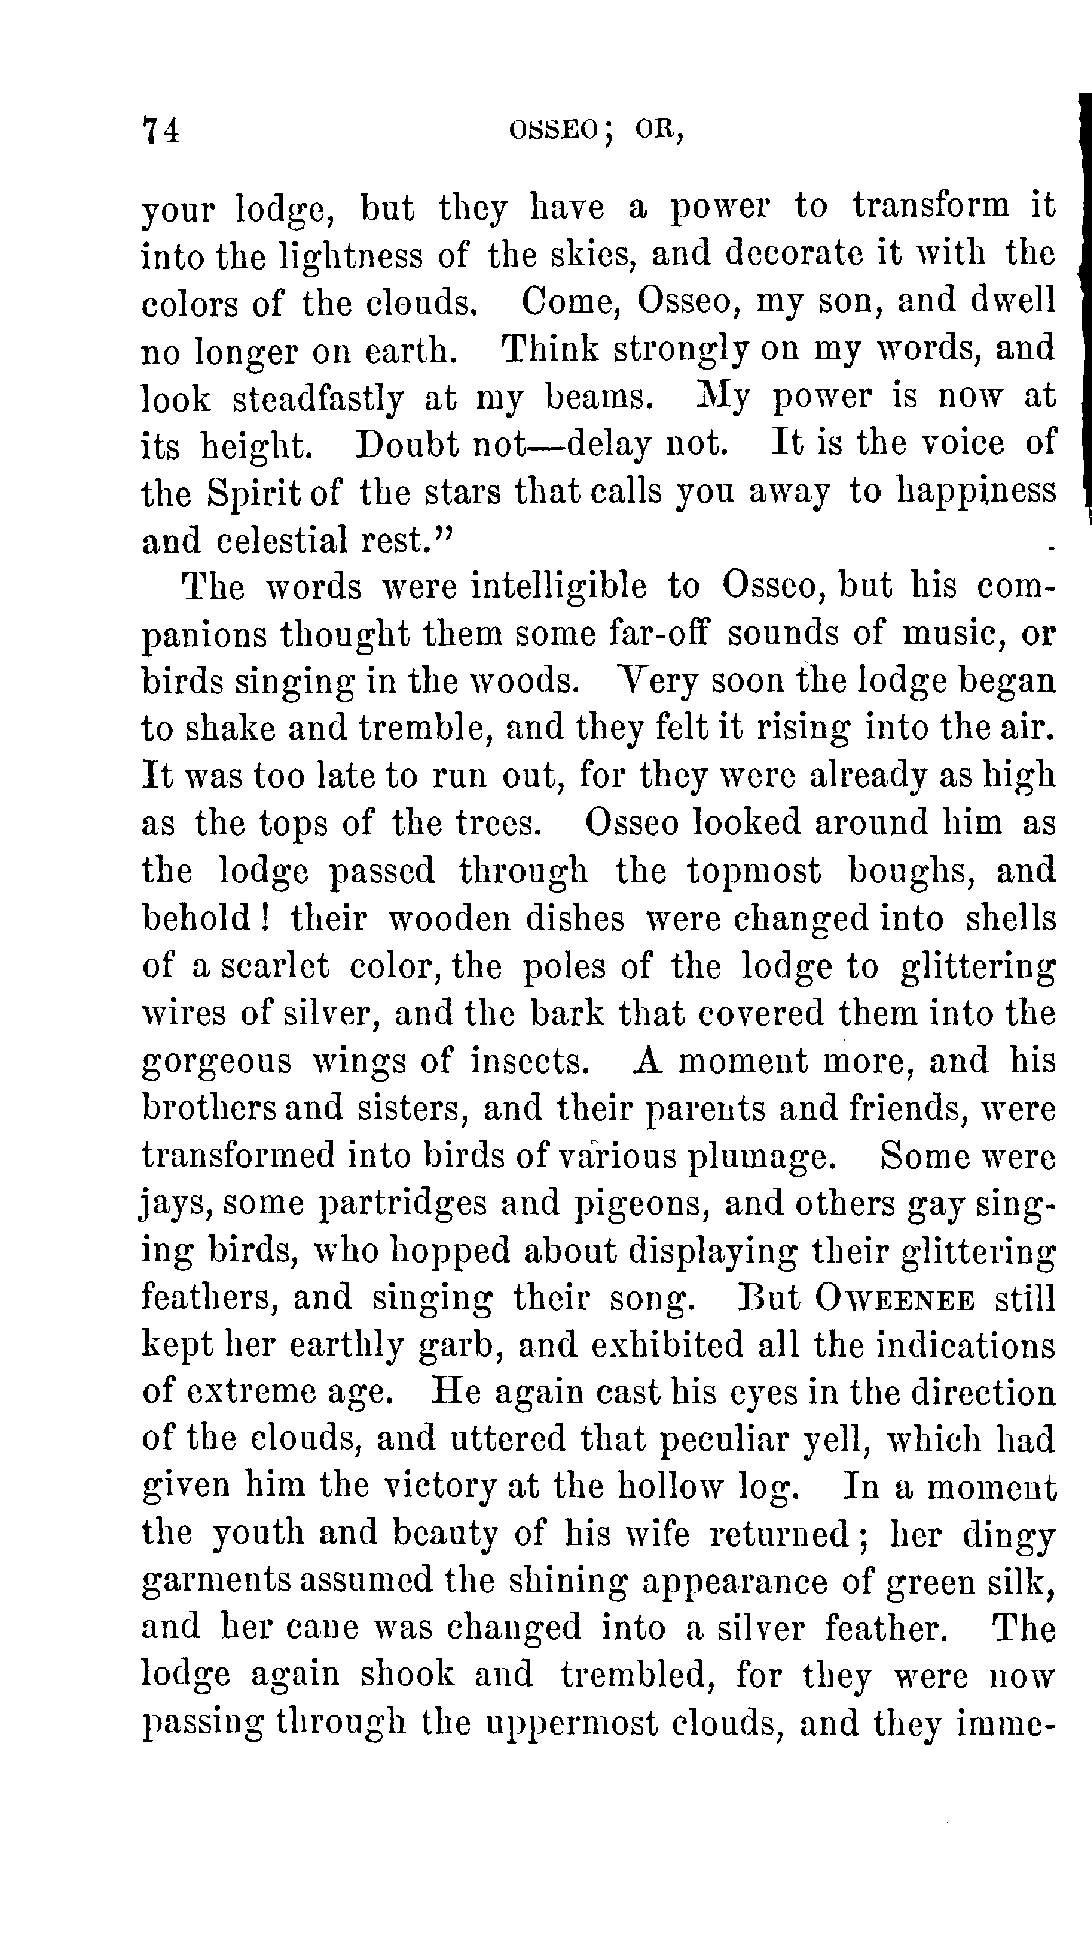 74 OSSEO; OR,
your lodge, but they have a power to transform it
into the lightness of the skies, and decorate it with the
colors of the clouds. Come, Osseo, my son, and dwell
no longer on earth. Think strongly on my words, and
look steadfastly at my beams. My power is now at
its height. Doubt not—delay not. It is the voice of
the Spirit of the stars that calls you away to happiness
and celestial rest.”
The words were intelligible to Osseo, but his com-
panions thought them some far-off sounds of music, or
birds singing in the woods. Very soon the lodge began
to shake and tremble, and they felt it rising into the air.
It was too late to run out, for they were already as high
as the tops of the trees. Osseo looked around him as
the lodge passed through the topmost boughs, and
behold! their wooden dishes were changed into shells
of a scarlet color, the poles of the lodge to glittering
wires of silver, and the bark that covered them into the
gorgeous wings of insects. A moment more, and his
brothers and sisters, and their parents and friends, were
transformed into birds of various plumage. Some were
jays, some partridges and pigeons, and others gay sing-
ing birds, who hopped about displaying their glittering
feathers, and singing their song. But OWEENEE still
kept her earthly garb, and exhibited all the indications
of extreme age. He again cast his eyes in the direction
of the clouds, and uttered that peculiar yell, which had
given him the victory at the hollow log. In a moment
the youth and beauty of his wife returned; her dingy
garments assumed the shining appearance of green silk,
and her cane was changed into a silver feather. The
lodge again shook and trembled, for they were now
passing through the uppermost clouds, and they imme-